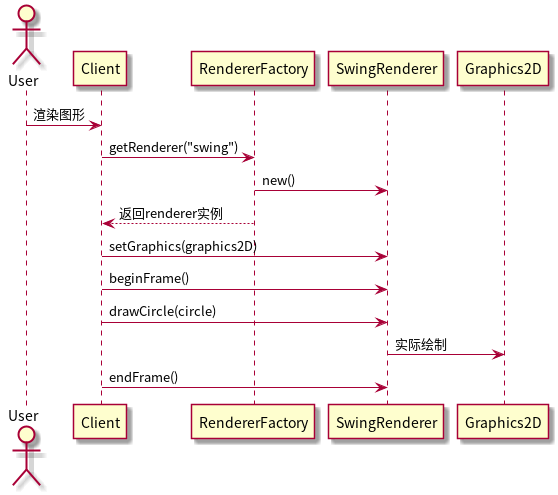 User
Client
RendererFactory
SwingRenderer
Graphics2D
渲染图形
getRenderer("swing")
new()
返回renderer实例
setGraphics(graphics2D)
beginFrame()
drawCircle(circle)
实际绘制
endFrame()
User
Client
RendererFactory
SwingRenderer
Graphics2D